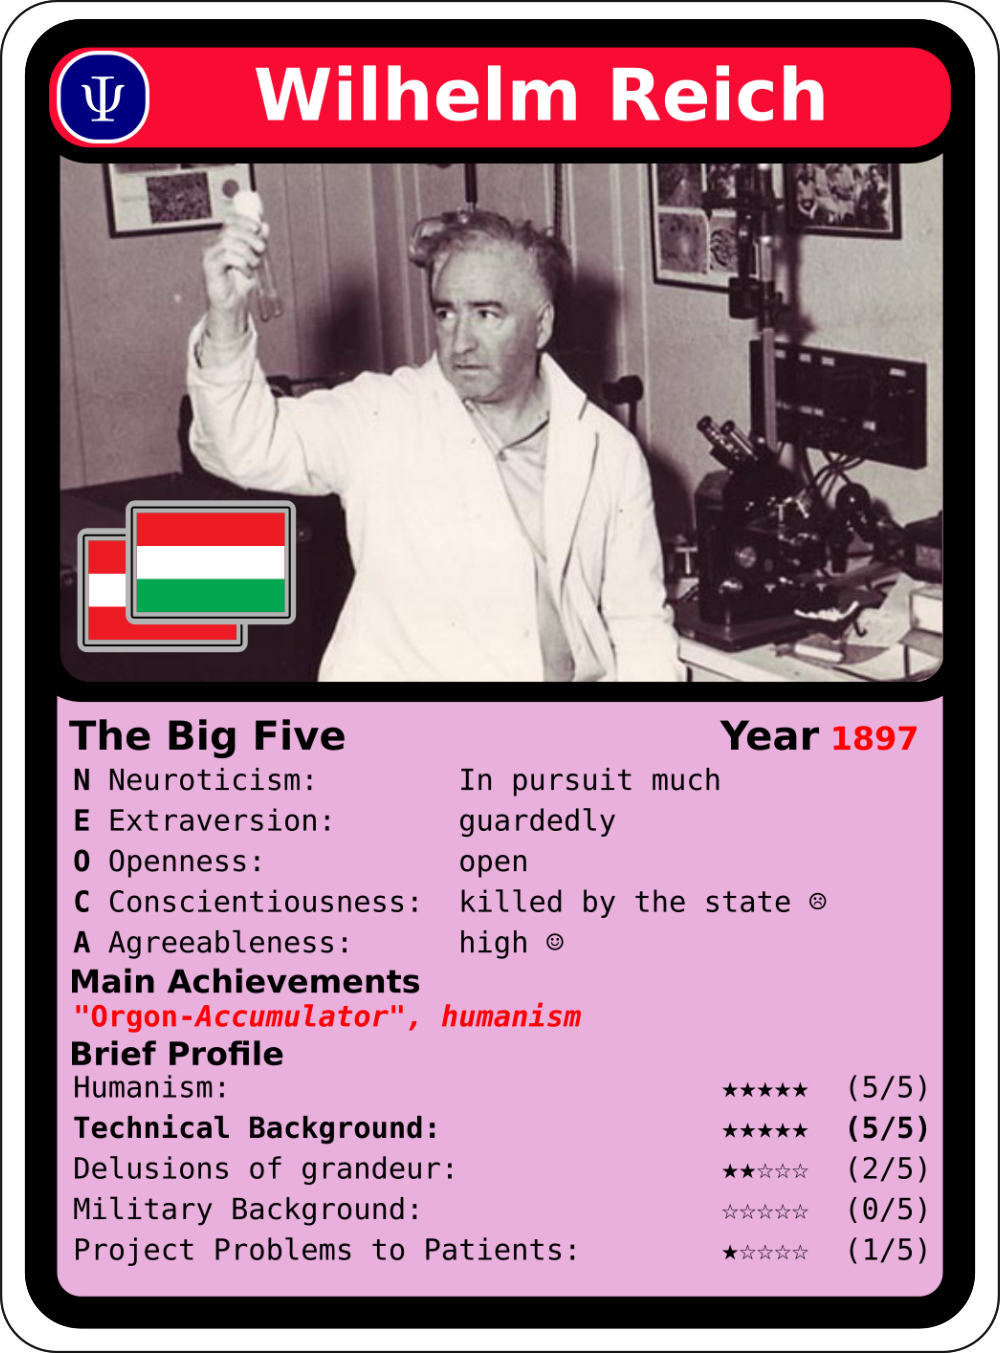 Ψ Wilhelm Reich
The Big Five Year 1897
N Neuroticism: In pursuit much
E Extraversion: guardedly
O Openness: open
C Conscientiousness: killed by the state ☹
A Agreeableness: high ☺
Main Achievements
"Orgon-Accumulator", humanism
Brief Profile
Humanism: ★★★★★ (5/5)
Technical Background: ★★★★★ (5/5)
Delusions of grandeur: ★★☆☆☆ (2/5)
Military Background: ☆☆☆☆☆ (0/5)
Project Problems to Patients: ★☆☆☆☆ (1/5)